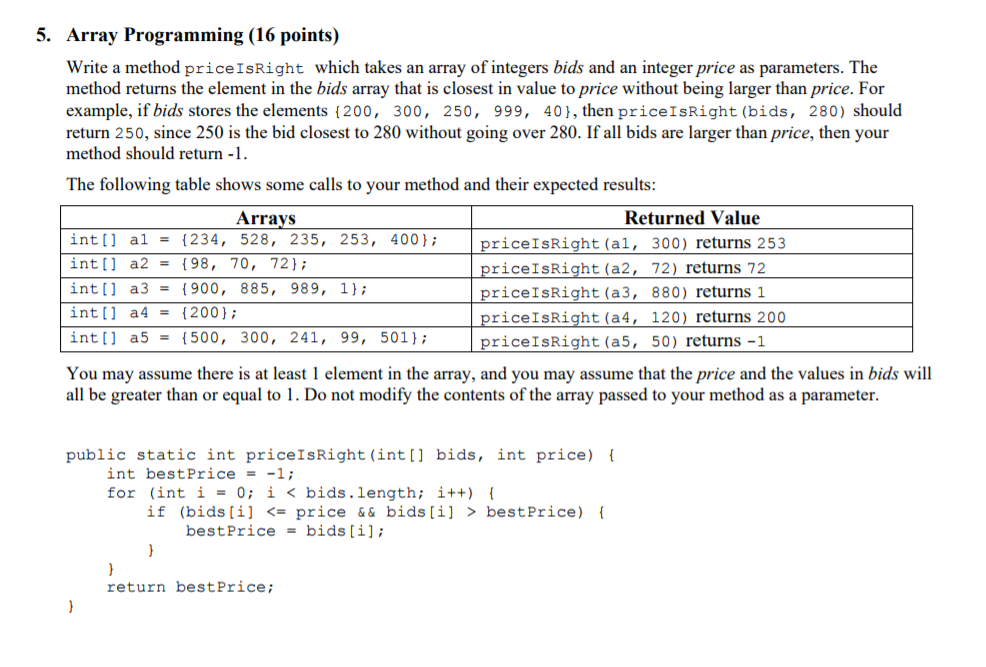 5. Array Programming (16 points)
Write a method priceIsRight which takes an array of integers bids and an integer price as parameters. The
method returns the element in the bids array that is closest in value to price without being larger than price. For
example, if bids stores the elements {200, 300, 250, 999, 40}, then priceIsRight(bids, 280) should
return 250, since 250 is the bid closest to 280 without going over 280. If all bids are larger than price, then your
method should return -1.
The following table shows some calls to your method and their expected results:
Arrays Returned Value
int[] a1 = {234, 528, 235, 253, 400}; priceIsRight(a1, 300) returns 253
int[] a2 = {98, 70, 72}; priceIsRight(a2, 72) returns 72
int[] a3 = {900, 885, 989, 1}; priceIsRight(a3, 880) returns 1
int[] a4 = {200}; priceIsRight(a4, 120) returns 200
int[] a5 = {500, 300, 241, 99, 501}; priceIsRight(a5, 50) returns -1
You may assume there is at least 1 element in the array, and you may assume that the price and the values in bids will
all be greater than or equal to 1. Do not modify the contents of the array passed to your method as a parameter.
public static int priceIsRight(int[] bids, int price) {
    int bestPrice = -1;
    for (int i = 0; i < bids.length; i++) {
        if (bids[i] <= price && bids[i] > bestPrice) {
            bestPrice = bids[i];
        }
    }
    return bestPrice;
}